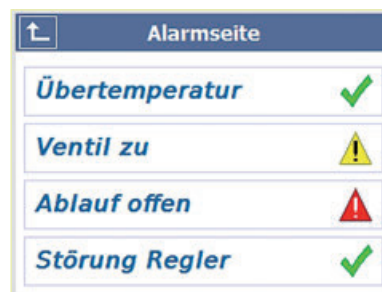 Alarmseite
Übertemperatur
Ventil zu
Ablauf offen
Störung Regler